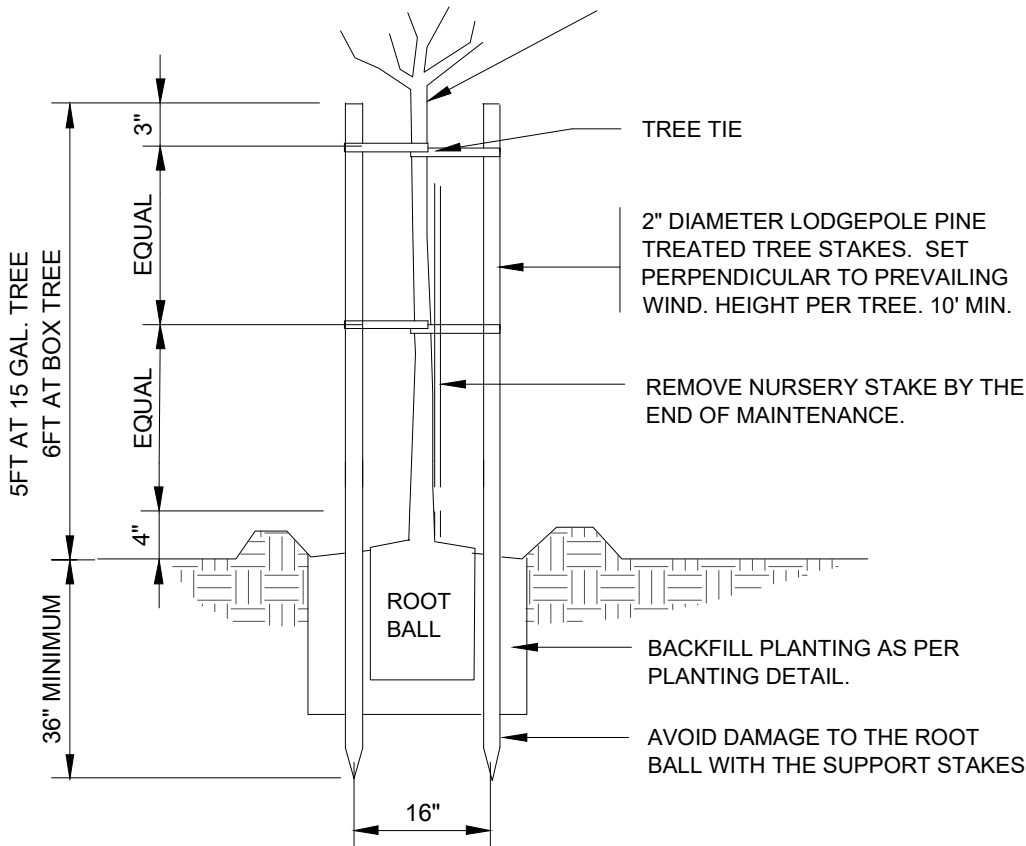 TREE TIE
2" DIAMETER LODGEPOLE PINE
TREATED TREE STAKES.  SET
PERPENDICULAR TO PREVAILING
WIND. HEIGHT PER TREE. 10' MIN.
REMOVE NURSERY STAKE BY THE
END OF MAINTENANCE.
BACKFILL PLANTING AS PER
PLANTING DETAIL.
AVOID DAMAGE TO THE ROOT
BALL WITH THE SUPPORT STAKES
5FT AT 15 GAL. TREE
6FT AT BOX TREE
3"
EQUAL
EQUAL
4"
36" MINIMUM
ROOT
BALL
16"